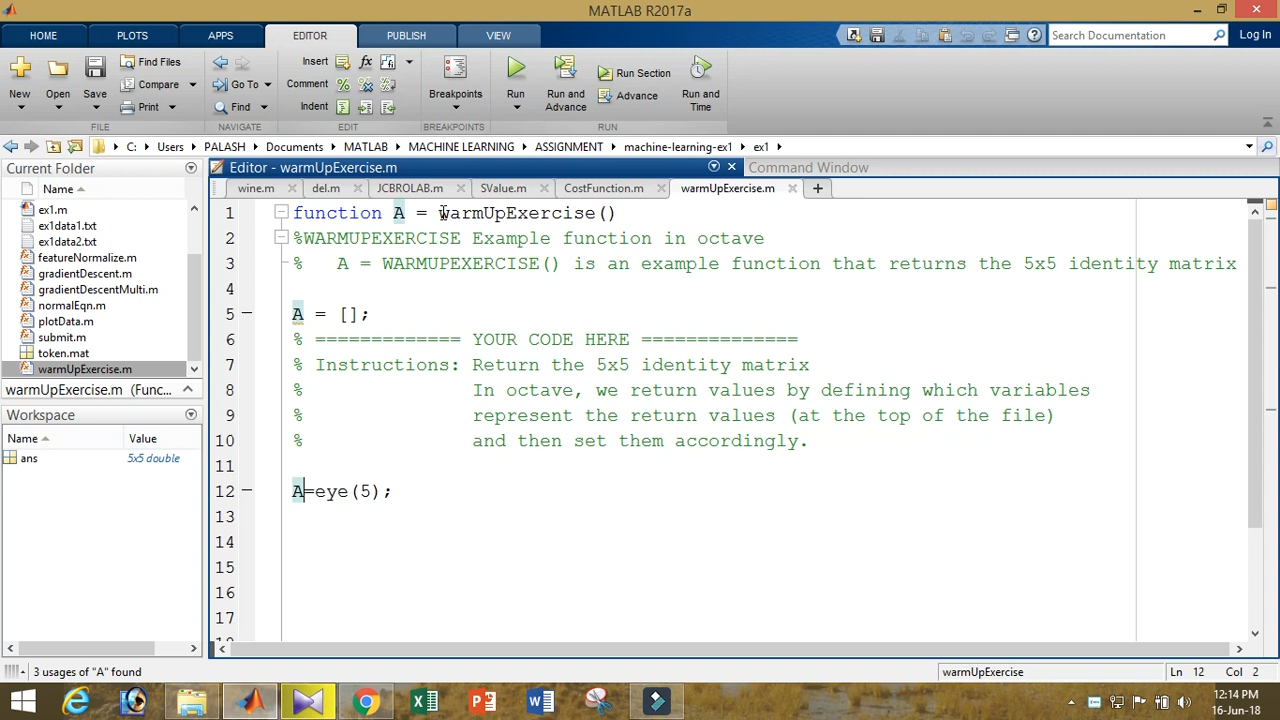 MATLAB R2017a
HOME PLOTS APPS EDITOR PUBLISH VIEW Search Documentation Log In
New Open Save Find Files Compare Print Go To Find Insert fx Comment % Indent Breakpoints Run Run and Advance Run Section Advance Run and Time
FILE NAVIGATE EDIT BREAKPOINTS RUN
C: Users PALASH Documents MATLAB MACHINE LEARNING ASSIGNMENT machine-learning-ex1 ex1
Current Folder
Name
ex1.m
ex1data1.txt
ex1data2.txt
featureNormalize.m
gradientDescent.m
gradientDescentMulti.m
normalEqn.m
plotData.m
submit.m
token.mat
warmUpExercise.m
warmUpExercise.m (Func...
Workspace
Name Value
ans 5x5 double
Editor - warmUpExercise.m Command Window
wine.m del.m JCBROLAB.m SValue.m CostFunction.m warmUpExercise.m
1 function A = warmUpExercise()
2 %WARMUPEXERCISE Example function in octave
3 % A = WARMUPEXERCISE() is an example function that returns the 5x5 identity matrix
4
5 A = [];
6 % ============= YOUR CODE HERE ==============
7 % Instructions: Return the 5x5 identity matrix
8 % In octave, we return values by defining which variables
9 % represent the return values (at the top of the file)
10 % and then set them accordingly.
11
12 A=eye(5);
13
14
15
16
17
3 usages of "A" found warmUpExercise Ln 12 Col 2
12:14 PM
16-Jun-18